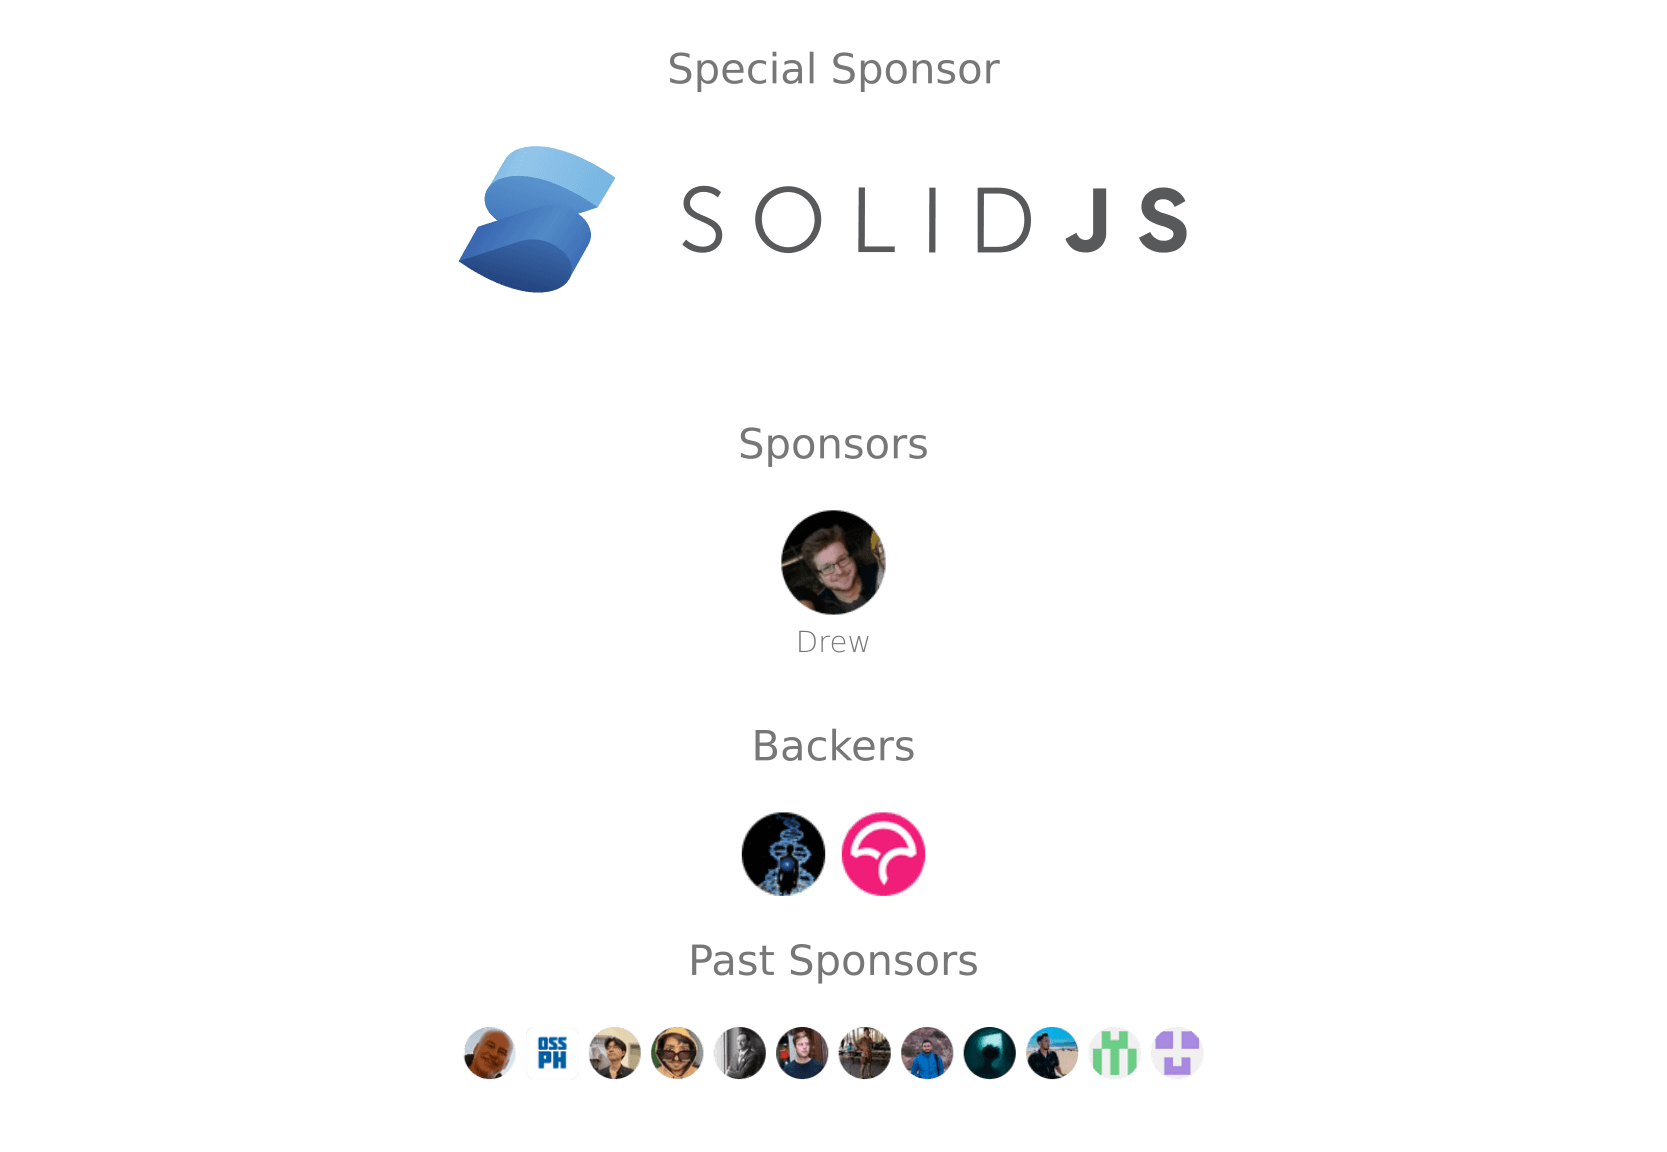 Special Sponsor
SOLIDJS
Sponsors
Drew
Backers
Past Sponsors
OSS
PH